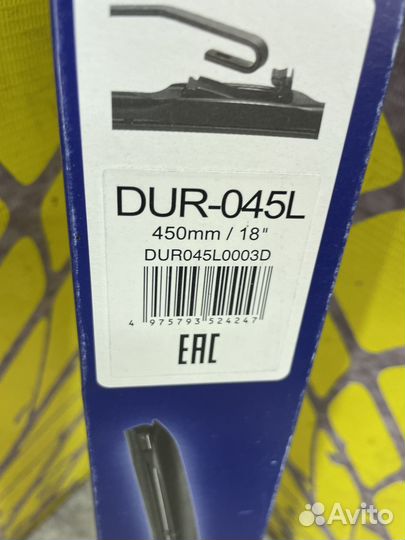 DUR-045L
450mm / 18"
DUR045L0003D
4 975793 524247
EAC
Avito